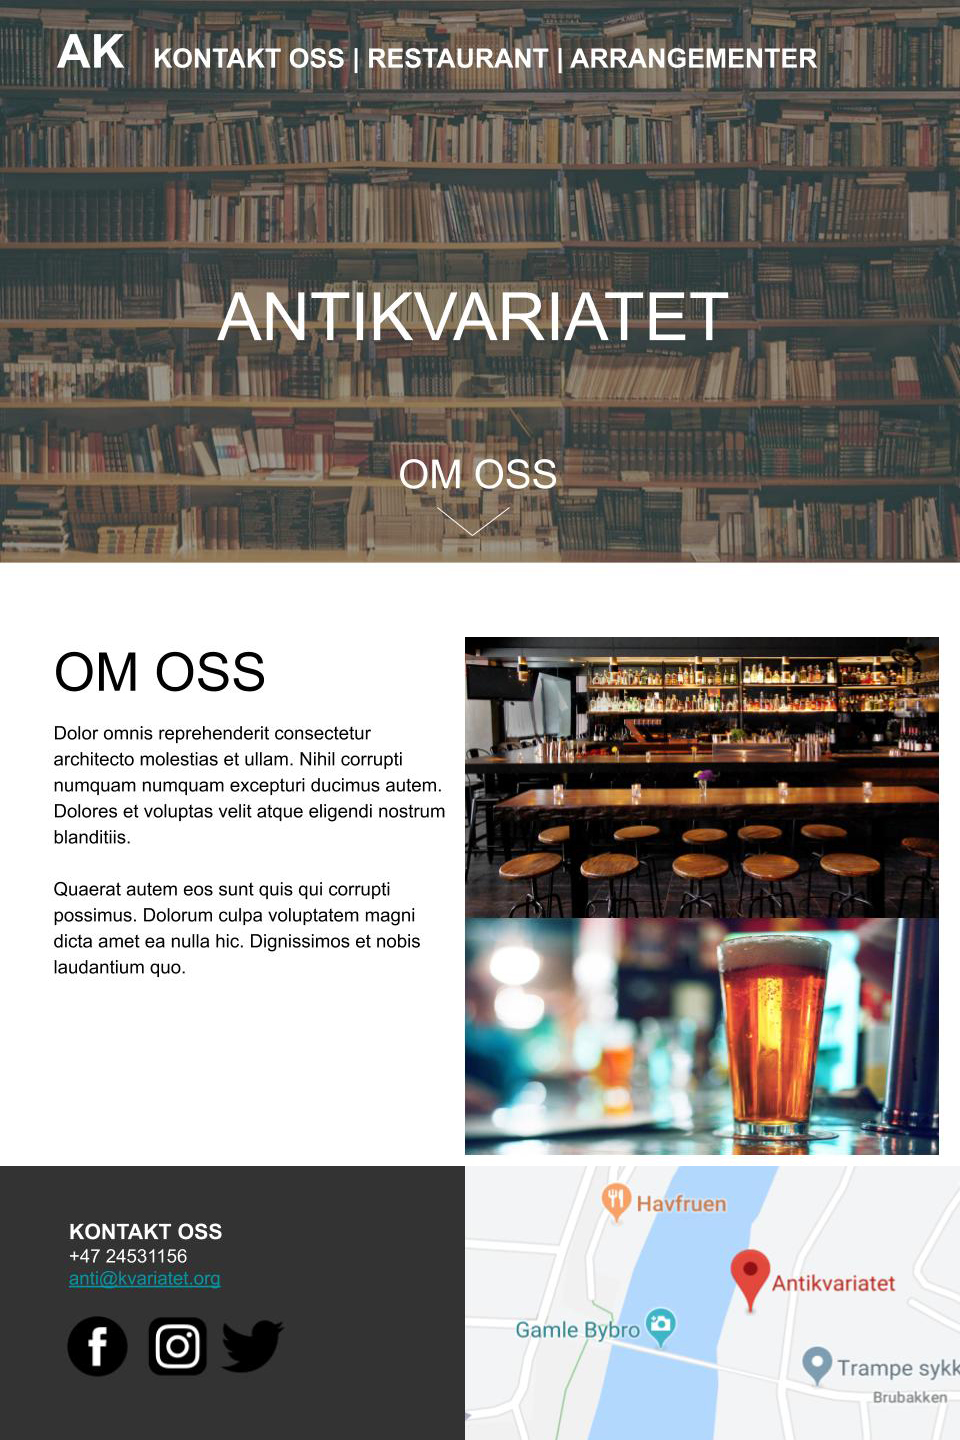 AK KONTAKT OSS | RESTAURANT | ARRANGEMENTER
ANTIKVARIATET
OM OSS
OM OSS
Dolor omnis reprehenderit consectetur
architecto molestias et ullam. Nihil corrupti
numquam numquam excepturi ducimus autem.
Dolores et voluptas velit atque eligendi nostrum
blanditiis.
Quaerat autem eos sunt quis qui corrupti
possimus. Dolorum culpa voluptatem magni
dicta amet ea nulla hic. Dignissimos et nobis
laudantium quo.
KONTAKT OSS
+47 24531156
anti@kvariatet.org
Havfruen
Antikvariatet
Gamle Bybro
Trampe sykk
Brubakken